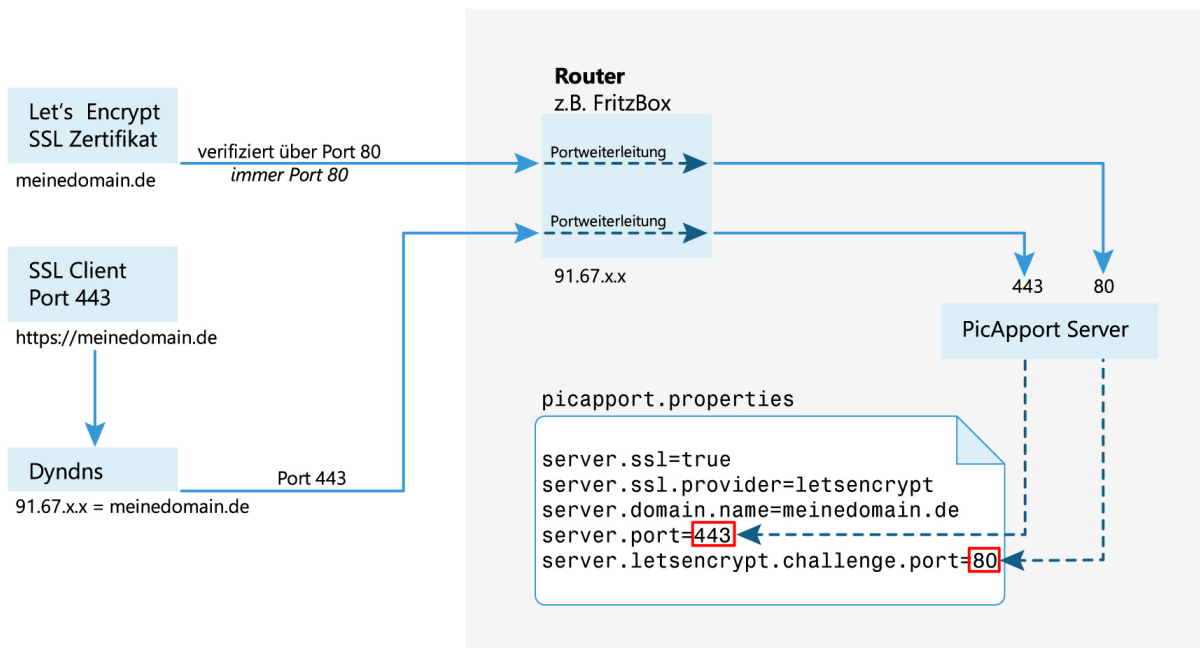 Let's Encrypt
SSL Zertifikat
meinedomain.de
verifiziert über Port 80
immer Port 80
SSL Client
Port 443
https://meinedomain.de
Dyndns
91.67.x.x = meinedomain.de
Port 443
Router
z.B. FritzBox
Portweiterleitung
Portweiterleitung
91.67.x.x
443 80
PicApport Server
picapport.properties
server.ssl=true
server.ssl.provider=letsencrypt
server.domain.name=meinedomain.de
server.port=443
server.letsencrypt.challenge.port=80